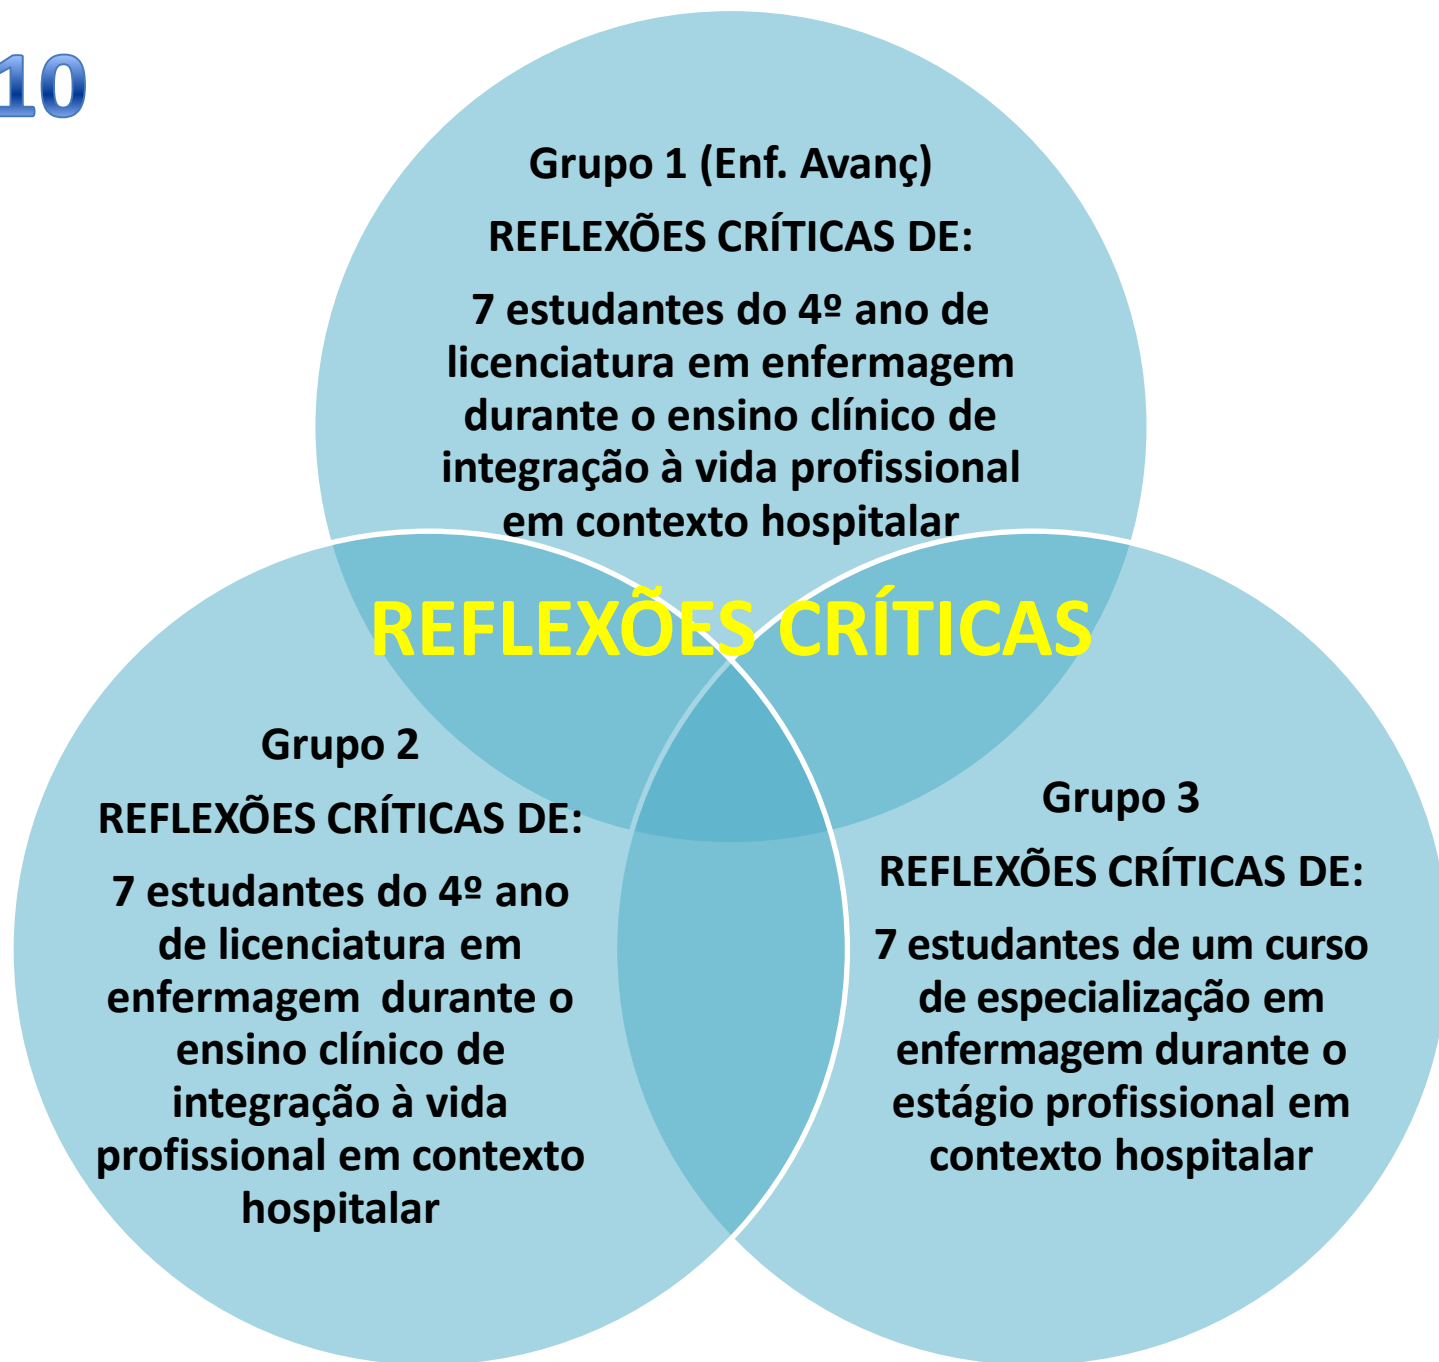 10
Grupo 1 (Enf. Avanç)
REFLEXÕES CRÍTICAS DE:
7 estudantes do 4º ano de
licenciatura em enfermagem
durante o ensino clínico de
integração à vida profissional
em contexto hospitalar
REFLEXÕES CRÍTICAS
Grupo 2
REFLEXÕES CRÍTICAS DE:
7 estudantes do 4º ano
de licenciatura em
enfermagem durante o
ensino clínico de
integração à vida
profissional em contexto
hospitalar
Grupo 3
REFLEXÕES CRÍTICAS DE:
7 estudantes de um curso
de especialização em
enfermagem durante o
estágio profissional em
contexto hospitalar